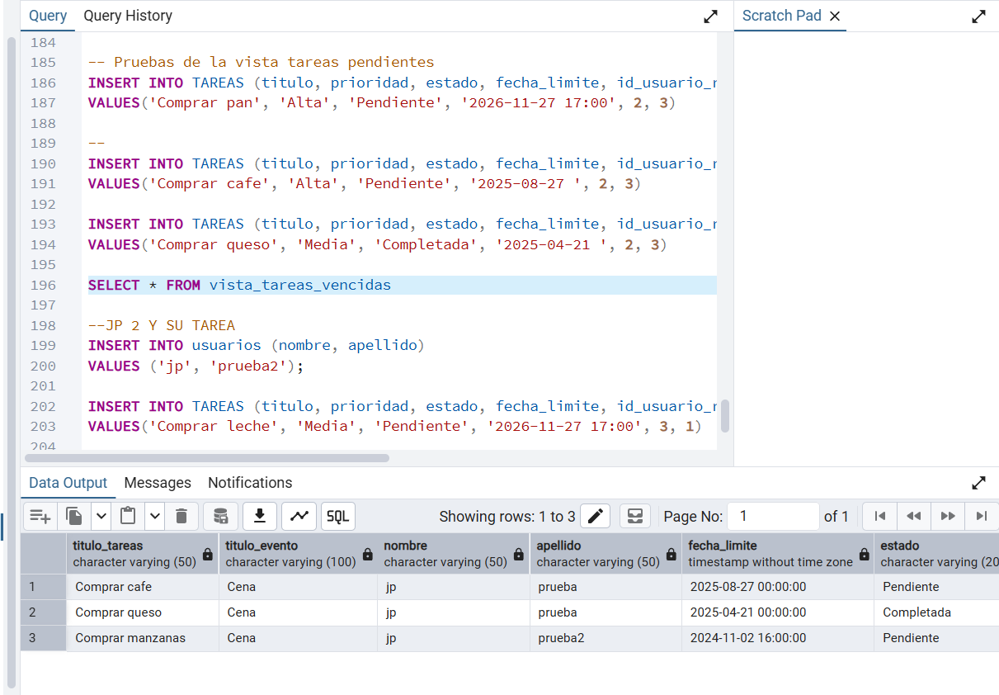 Query Query History Scratch Pad
184
185 -- Pruebas de la vista tareas pendientes
186 INSERT INTO TAREAS (titulo, prioridad, estado, fecha_limite, id_usuario_r
187 VALUES('Comprar pan', 'Alta', 'Pendiente', '2026-11-27 17:00', 2, 3)
188
189 --
190 INSERT INTO TAREAS (titulo, prioridad, estado, fecha_limite, id_usuario_r
191 VALUES('Comprar cafe', 'Alta', 'Pendiente', '2025-08-27 ', 2, 3)
192
193 INSERT INTO TAREAS (titulo, prioridad, estado, fecha_limite, id_usuario_r
194 VALUES('Comprar queso', 'Media', 'Completada', '2025-04-21 ', 2, 3)
195
196 SELECT * FROM vista_tareas_vencidas
197
198 --JP 2 Y SU TAREA
199 INSERT INTO usuarios (nombre, apellido)
200 VALUES ('jp', 'prueba2');
201
202 INSERT INTO TAREAS (titulo, prioridad, estado, fecha_limite, id_usuario_r
203 VALUES('Comprar leche', 'Media', 'Pendiente', '2026-11-27 17:00', 3, 1)
204
Data Output Messages Notifications
SQL Showing rows: 1 to 3 Page No: 1 of 1
titulo_tareas titulo_evento nombre apellido fecha_limite estado
character varying (50) character varying (100) character varying (50) character varying (50) timestamp without time zone character varying (20
1 Comprar cafe Cena jp prueba 2025-08-27 00:00:00 Pendiente
2 Comprar queso Cena jp prueba 2025-04-21 00:00:00 Completada
3 Comprar manzanas Cena jp prueba2 2024-11-02 16:00:00 Pendiente